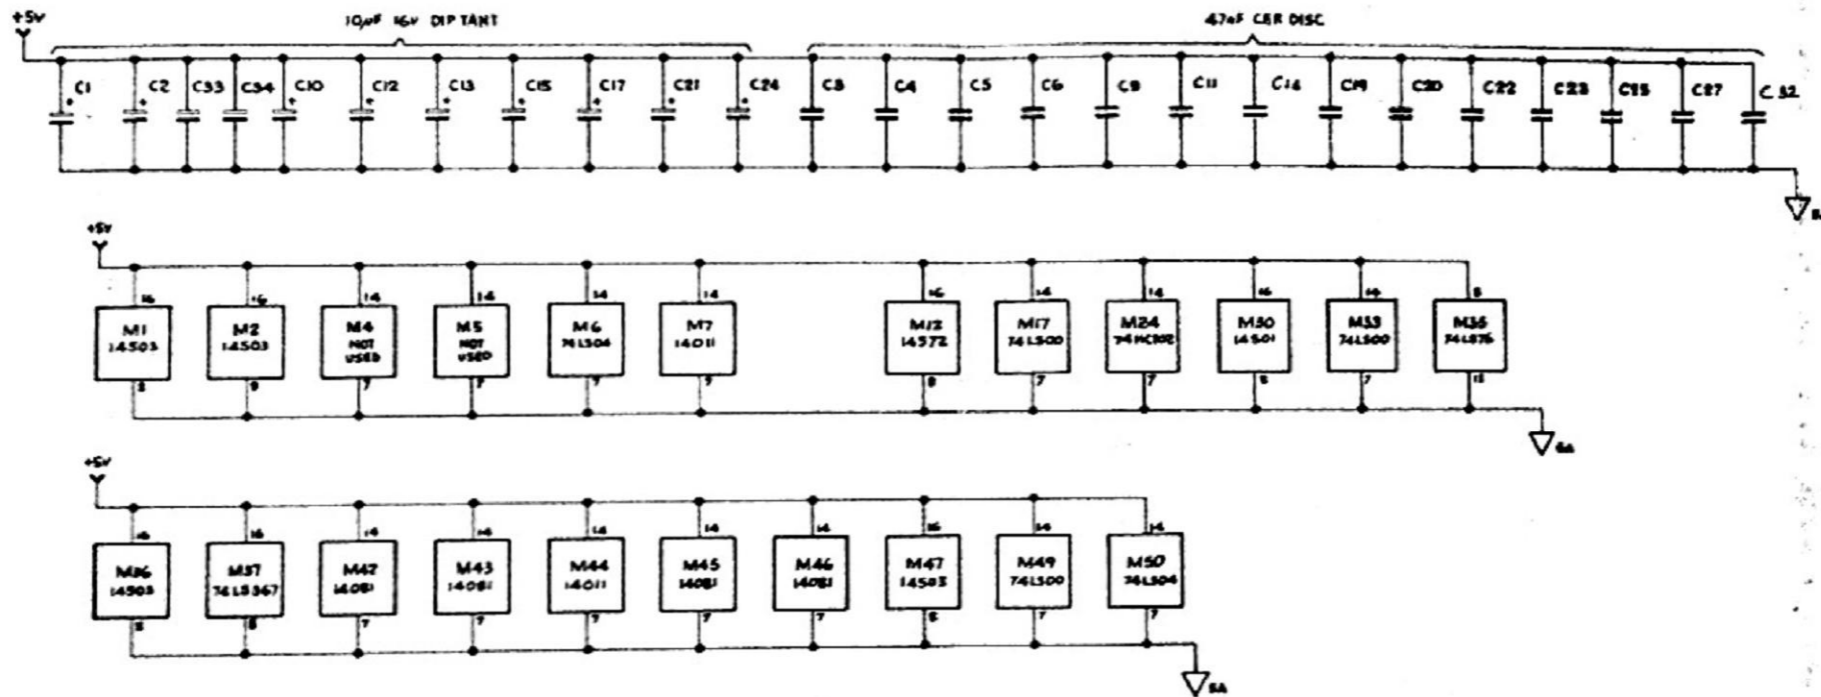 +5V
10µF 16V DIP TANT
47nF CER DISC
C1 C2 C33 C34 C10 C12 C13 C15 C17 C21 C24 C3 C4 C5 C6 C9 C11 C16 C19 C20 C22 C23 C25 C27 C32
+ + + + + + + + +
+5V
16 16 14 14 14 14 16 14 14 16 14 5
M1 M2 M4 M5 M6 M7 M12 M17 M24 M30 M33 M35
14503 14503 NOT NOT 74LS04 14011 14572 74LS00 74HC102 14501 74LS00 74LS76
USED USED
8 7 7 7 7 8 7 7 8 7 13
+5V
16 16 14 14 14 14 14 16 14 14
M36 M37 M42 M43 M44 M45 M46 M47 M49 M50
14503 74LS367 14081 14081 14011 14081 14081 14503 74LS00 74LS04
8 8 7 7 7 7 7 8 7 7
5A